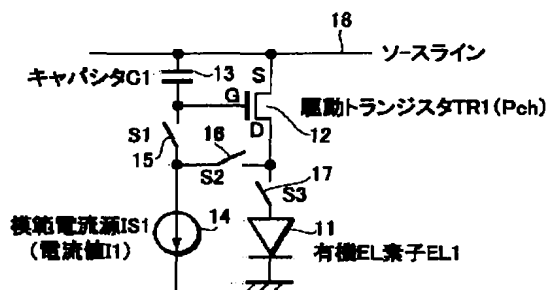 18
ソースライン
キャパシタC1
13
S
G
駆動トランジスタTR1(Pch)
D
12
S1
16
15
S2
17
S3
模範電流源IS1
(電流値I1)
14
11
有機EL素子EL1